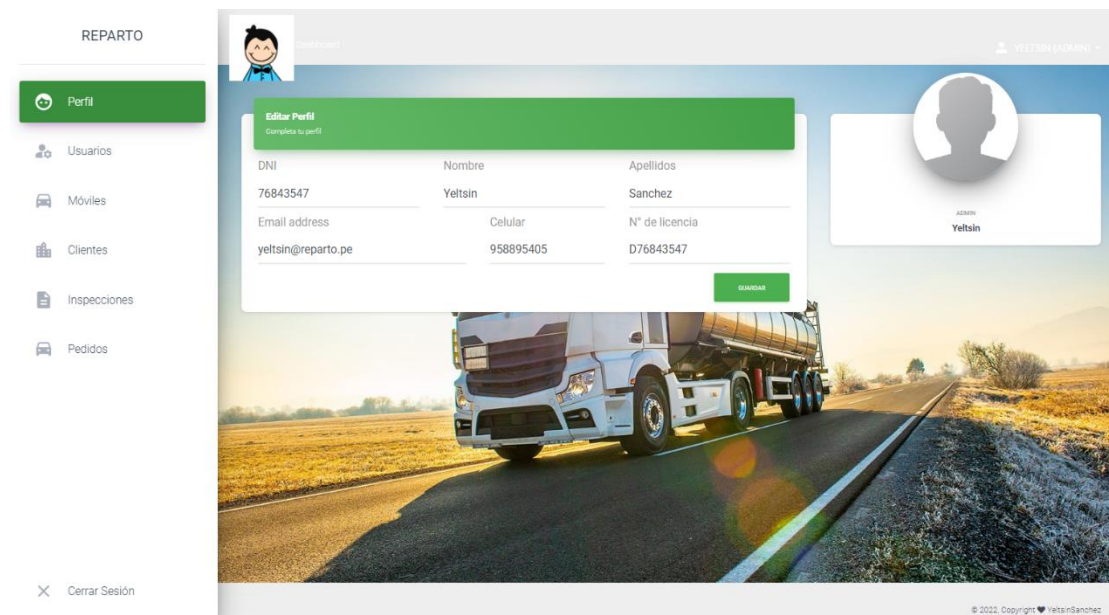 REPARTO
Perfil
Usuarios
Móviles
Clientes
Inspecciones
Pedidos
Cerrar Sesión
Dashboard
YELTSIN (ADMIN)
Editar Perfil
Completa tu perfil
DNI Nombre Apellidos
76843547 Yeltsin Sanchez
Email address Celular N° de licencia
yeltsin@reparto.pe 958895405 D76843547
GUARDAR
ADMIN
Yeltsin
© 2022, Copyright ♥ YeltsinSanchez